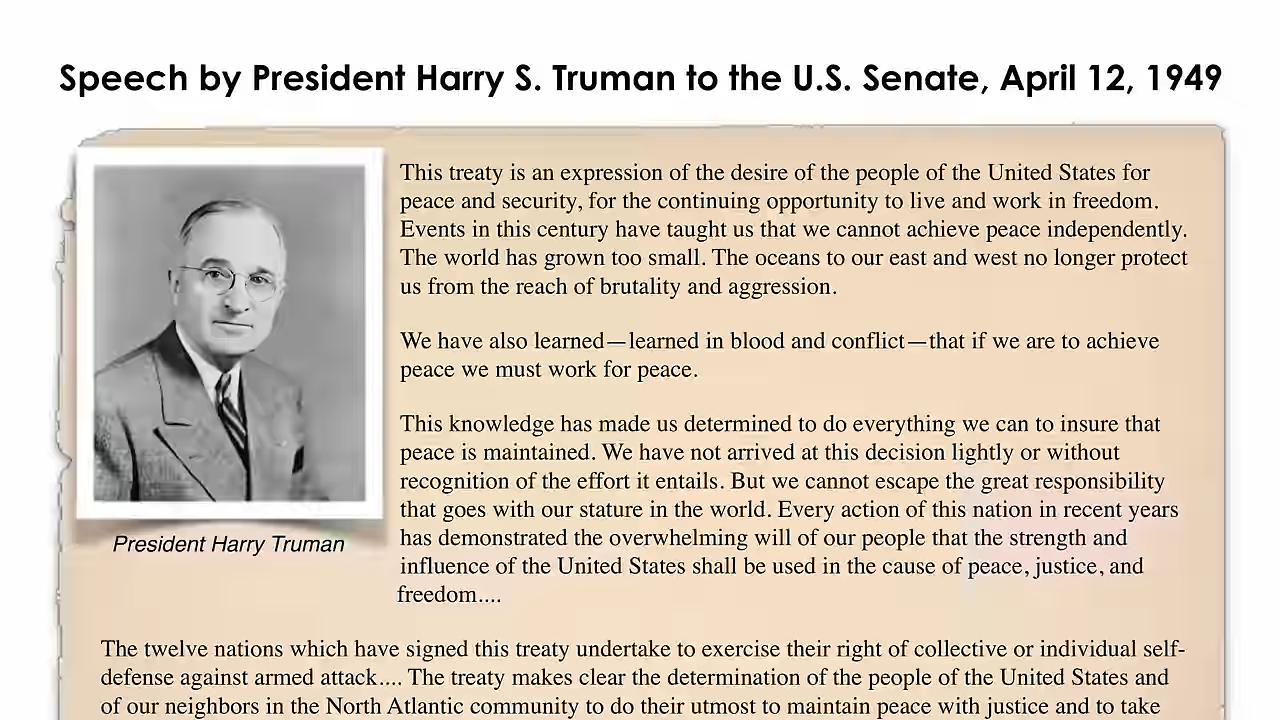 Speech by President Harry S. Truman to the U.S. Senate, April 12, 1949
This treaty is an expression of the desire of the people of the United States for
peace and security, for the continuing opportunity to live and work in freedom.
Events in this century have taught us that we cannot achieve peace independently.
The world has grown too small. The oceans to our east and west no longer protect
us from the reach of brutality and aggression.
We have also learned—learned in blood and conflict—that if we are to achieve
peace we must work for peace.
This knowledge has made us determined to do everything we can to insure that
peace is maintained. We have not arrived at this decision lightly or without
recognition of the effort it entails. But we cannot escape the great responsibility
that goes with our stature in the world. Every action of this nation in recent years
has demonstrated the overwhelming will of our people that the strength and
influence of the United States shall be used in the cause of peace, justice, and
freedom....
President Harry Truman
The twelve nations which have signed this treaty undertake to exercise their right of collective or individual self-
defense against armed attack.... The treaty makes clear the determination of the people of the United States and
of our neighbors in the North Atlantic community to do their utmost to maintain peace with justice and to take